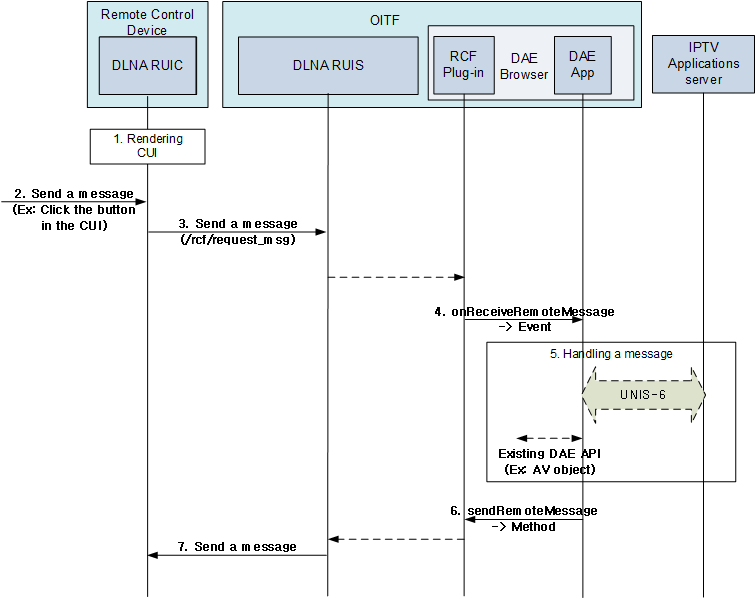 Remote Control
Device
DLNA RUIC
OITF
DLNA RUIS
RCF
Plug-in
DAE
Browser
DAE
App
IPTV
Applications
server
1. Rendering
CUI
2. Send a message
(Ex: Click the button
in the CUI)
3. Send a message
(/rcf/request_msg)
4. onReceiveRemoteMessage
-> Event
5. Handling a message
UNIS-6
Existing DAE API
(Ex: AV object)
6. sendRemoteMessage
-> Method
7. Send a message